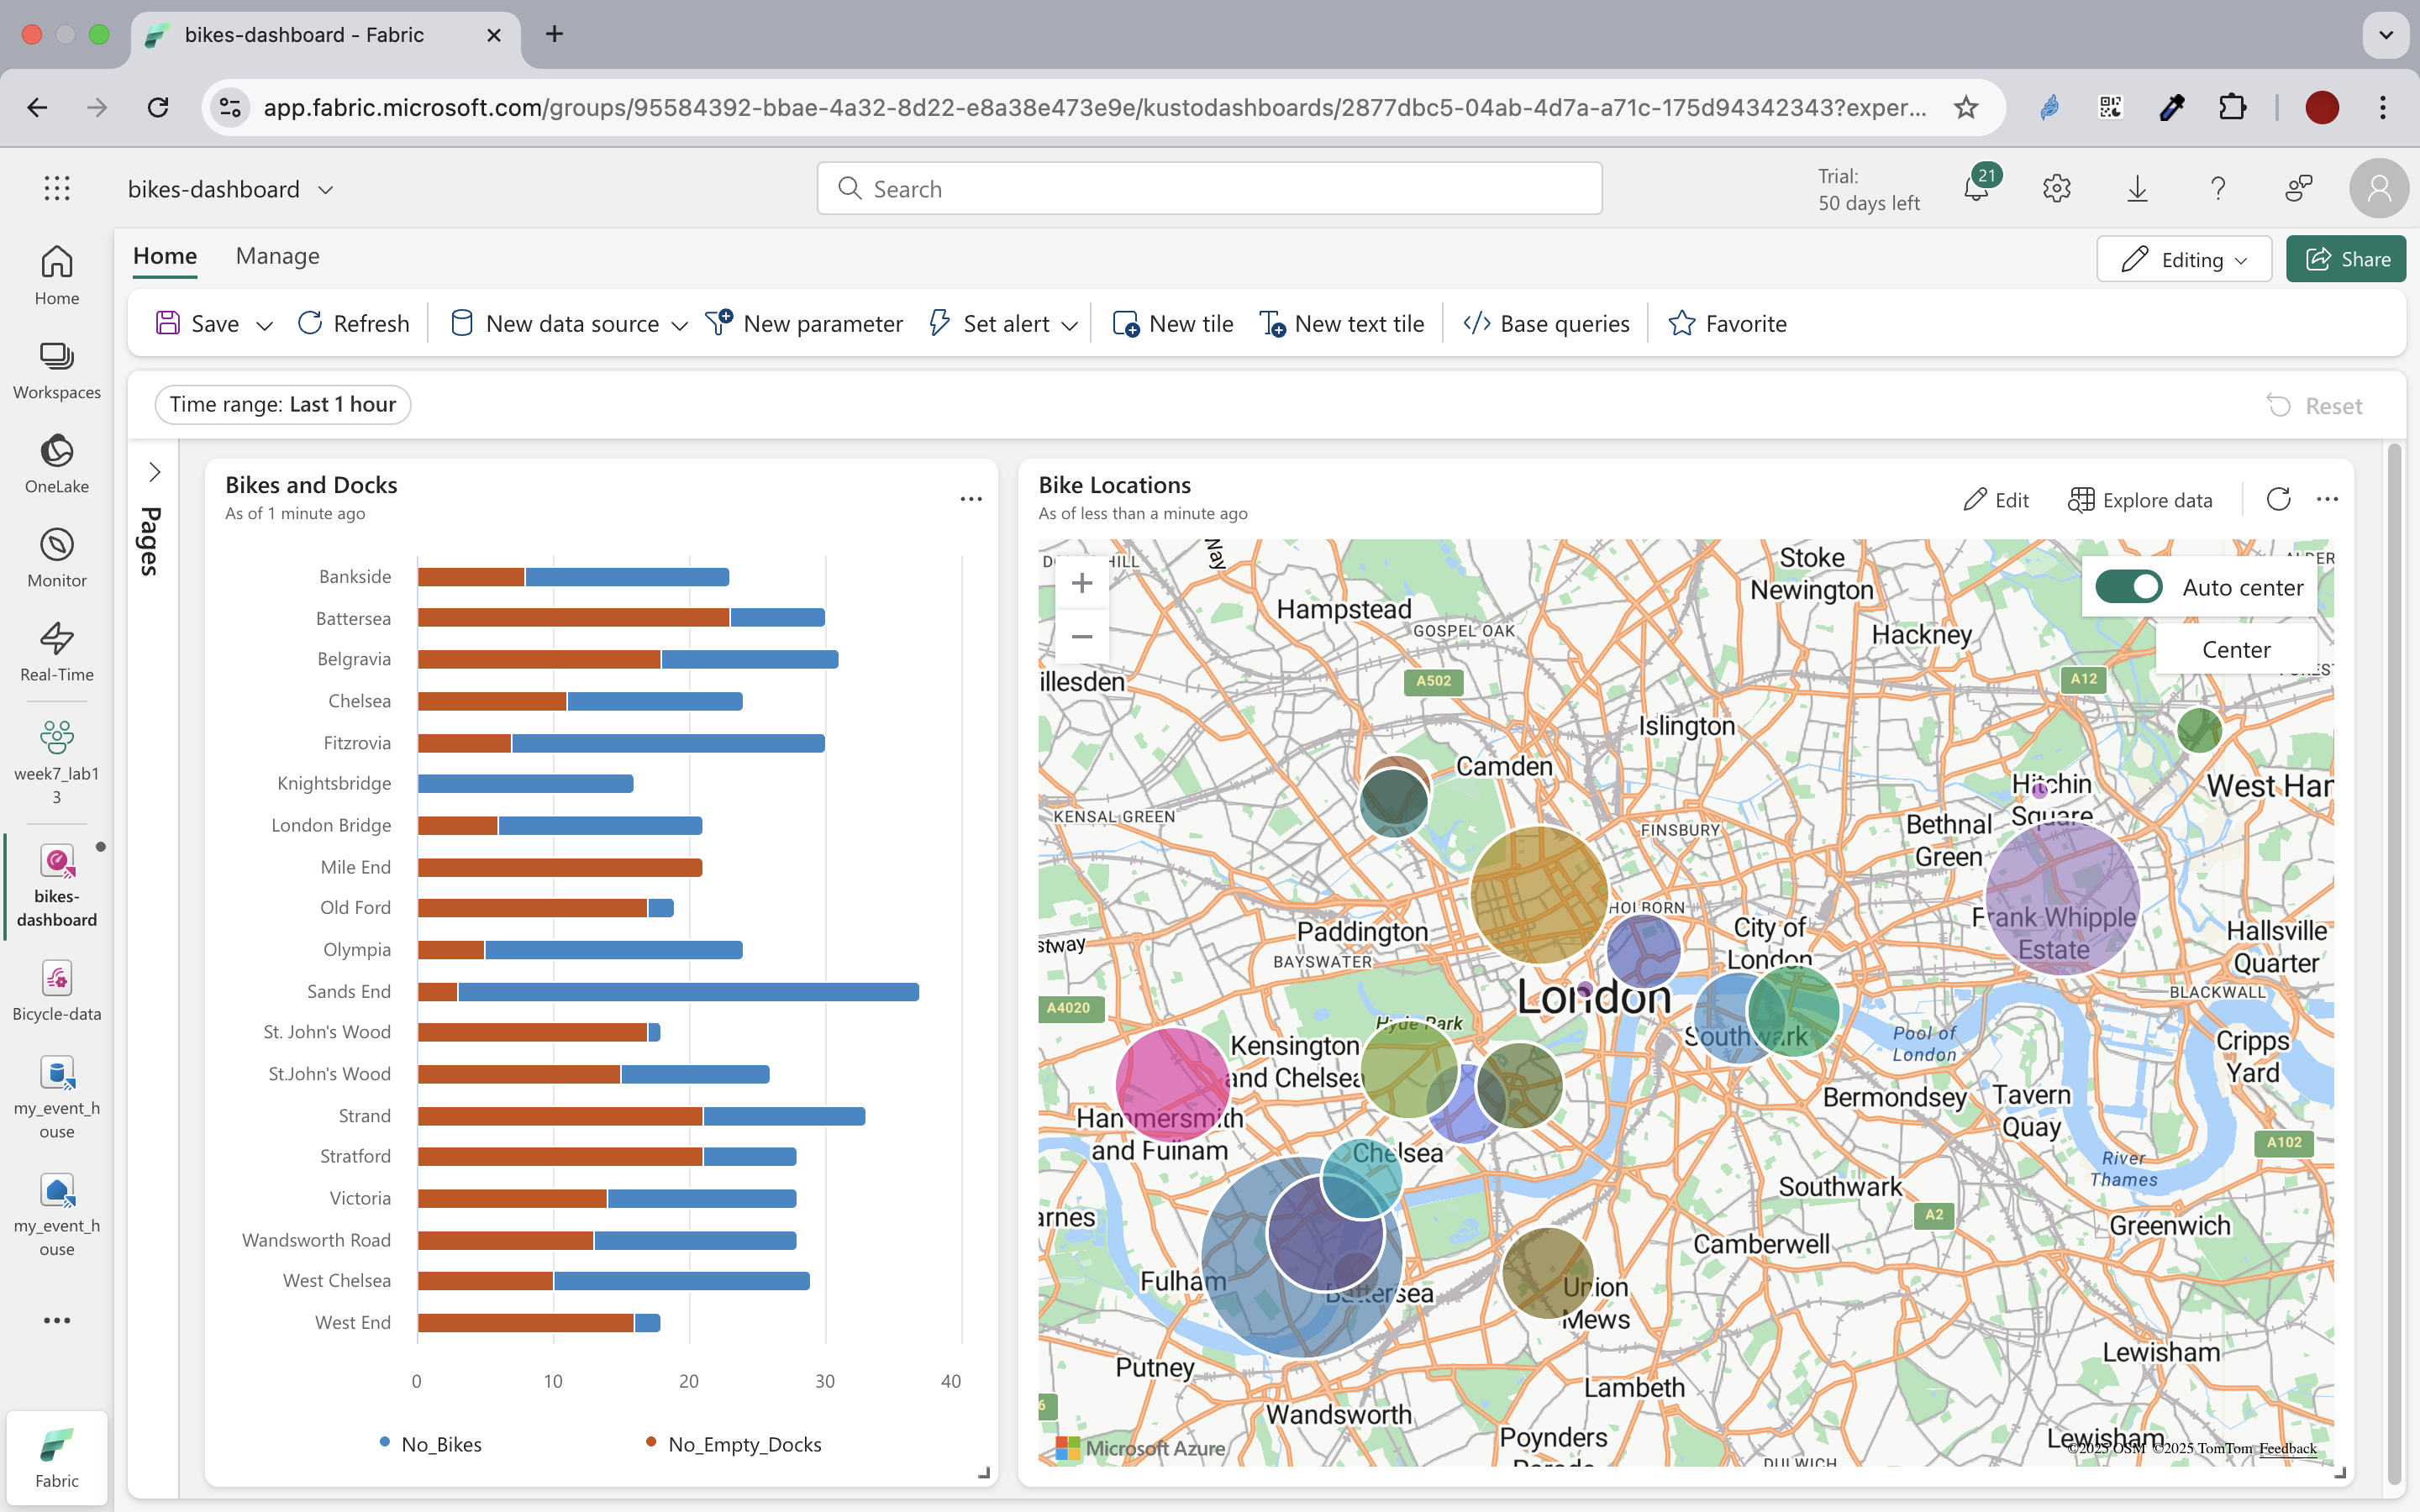 bikes-dashboard - Fabric
app.fabric.microsoft.com/groups/95584392-bbae-4a32-8d22-e8a38e473e9e/kustodashboards/2877dbc5-04ab-4d7a-a71c-175d94342343?exper...
bikes-dashboard
Search
Trial:
50 days left
21
Home
Manage
Editing
Share
Save
Refresh
New data source
New parameter
Set alert
New tile
New text tile
Base queries
Favorite
Time range: Last 1 hour
Reset
Home
Workspaces
OneLake
Monitor
Real-Time
week7_lab1
3
bikes-
dashboard
Bicycle-data
my_event_h
ouse
my_event_h
ouse
Fabric
Pages
Bikes and Docks
As of 1 minute ago
Bankside
Battersea
Belgravia
Chelsea
Fitzrovia
Knightsbridge
London Bridge
Mile End
Old Ford
Olympia
Sands End
St. John's Wood
St.John's Wood
Strand
Stratford
Victoria
Wandsworth Road
West Chelsea
West End
0
10
20
30
40
No_Bikes
No_Empty_Docks
Bike Locations
As of less than a minute ago
Edit
Explore data
Auto center
Center
HILL
Way
Stoke
Newington
Hampstead
GOSPEL OAK
Hackney
illesden
A502
A12
Islington
Camden
Hitchin
Square
West Har
KENSAL GREEN
FINSBURY
Bethnal
Green
HOLBORN
Frank Whipple
Estate
Paddington
BAYSWATER
City of
London
Hallsville
Quarter
stway
A4020
London
BLACKWALL
Hyde Park
Southwark
Pool of
London
Kensington
and Chelsea
Cripps
Yard
Hammersmith
and Fulham
Bermondsey
Tavern
Quay
A102
Chelsea
River
Thames
Southwark
arnes
A2
Greenwich
Camberwell
Fulham
Battersea
Union
Mews
Putney
Lewisham
Lambeth
6
Wandsworth
Poynders
Lewisham
DULWICH
Microsoft Azure
©2025 OSM ©2025 TomTom Feedback